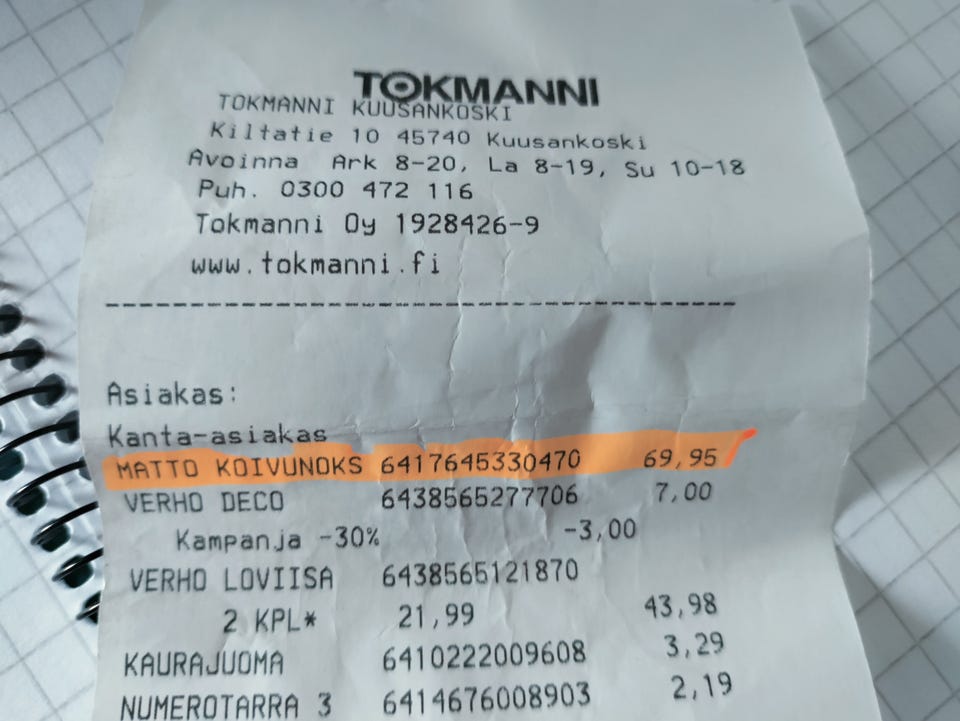 TOKMANNI
TOKMANNI KUUSANKOSKI
Kiltatie 10 45740 Kuusankoski
Avoinna Ark 8-20, La 8-19, Su 10-18
Puh. 0300 472 116
Tokmanni Oy 1928426-9
www.tokmanni.fi
Asiakas:
Kanta-asiakas
MATTO KOIVUNOKS 6417645330470 69,95
VERHO DECO 6438565277706 7,00
Kampanja -30% -3,00
VERHO LOVIISA 6438565121870
2 KPL* 21,99 43,98
KAURAJUOMA 6410222009608 3,29
NUMEROTARRA 3 6414676008903 2,19